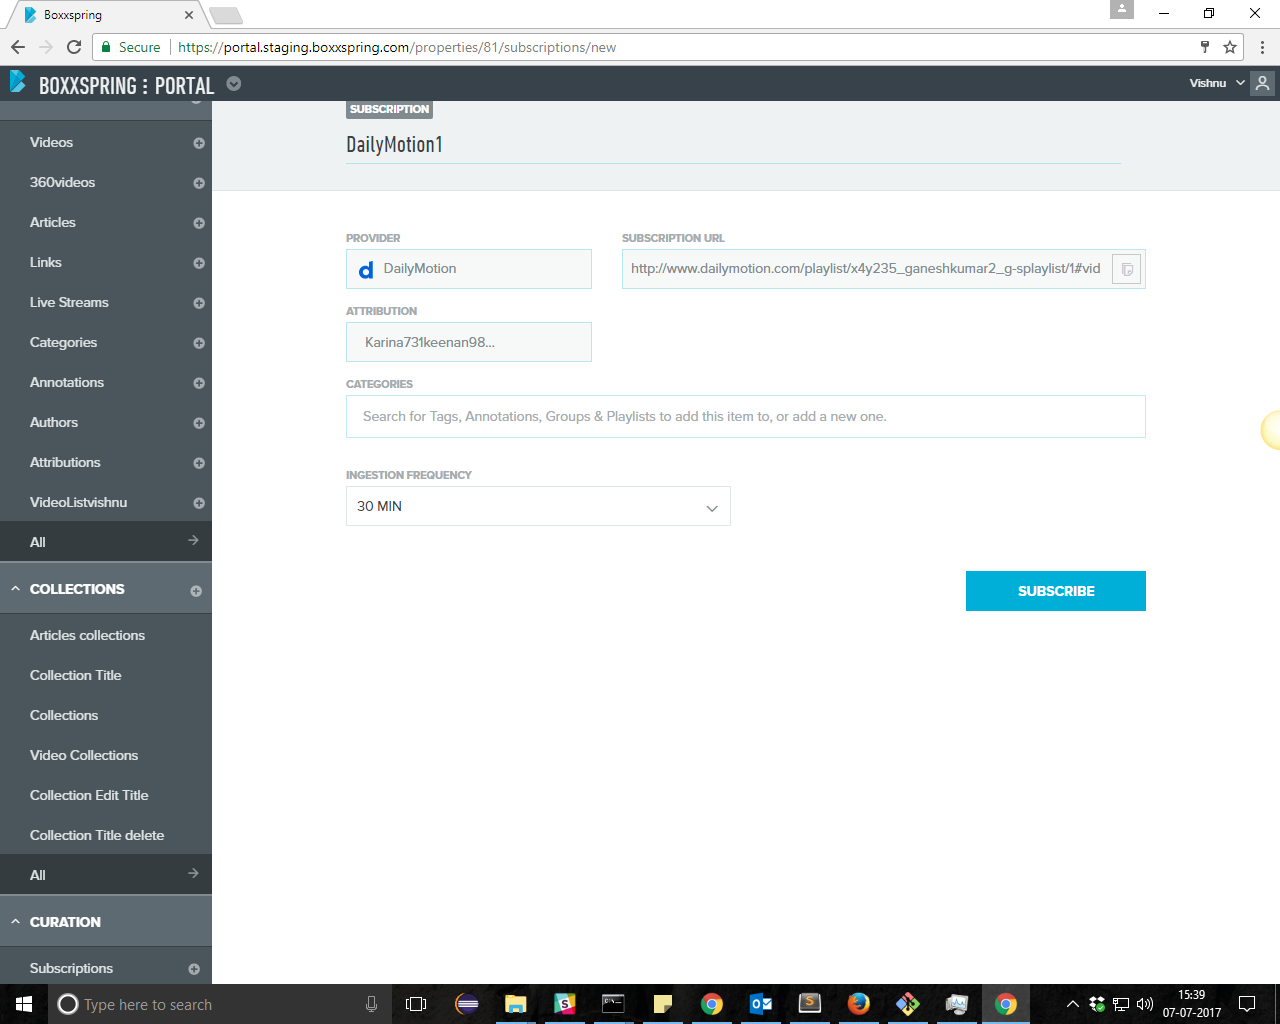 Boxxspring
Secure
https://portal.staging.boxxspring.com/properties/81/subscriptions/new
BOXXSPRING : PORTAL
Vishnu
Videos
360videos
Articles
Links
Live Streams
Categories
Annotations
Authors
Attributions
VideoListvishnu
All
COLLECTIONS
Articles collections
Collection Title
Collections
Video Collections
Collection Edit Title
Collection Title delete
All
CURATION
Subscriptions
SUBSCRIPTION
DailyMotion1
PROVIDER
DailyMotion
SUBSCRIPTION URL
http://www.dailymotion.com/playlist/x4y235_ganeshkumar2_g-splaylist/1#vid
ATTRIBUTION
Karina731keenan98...
CATEGORIES
Search for Tags, Annotations, Groups & Playlists to add this item to, or add a new one.
INGESTION FREQUENCY
30 MIN
SUBSCRIBE
Type here to search
15:39
07-07-2017